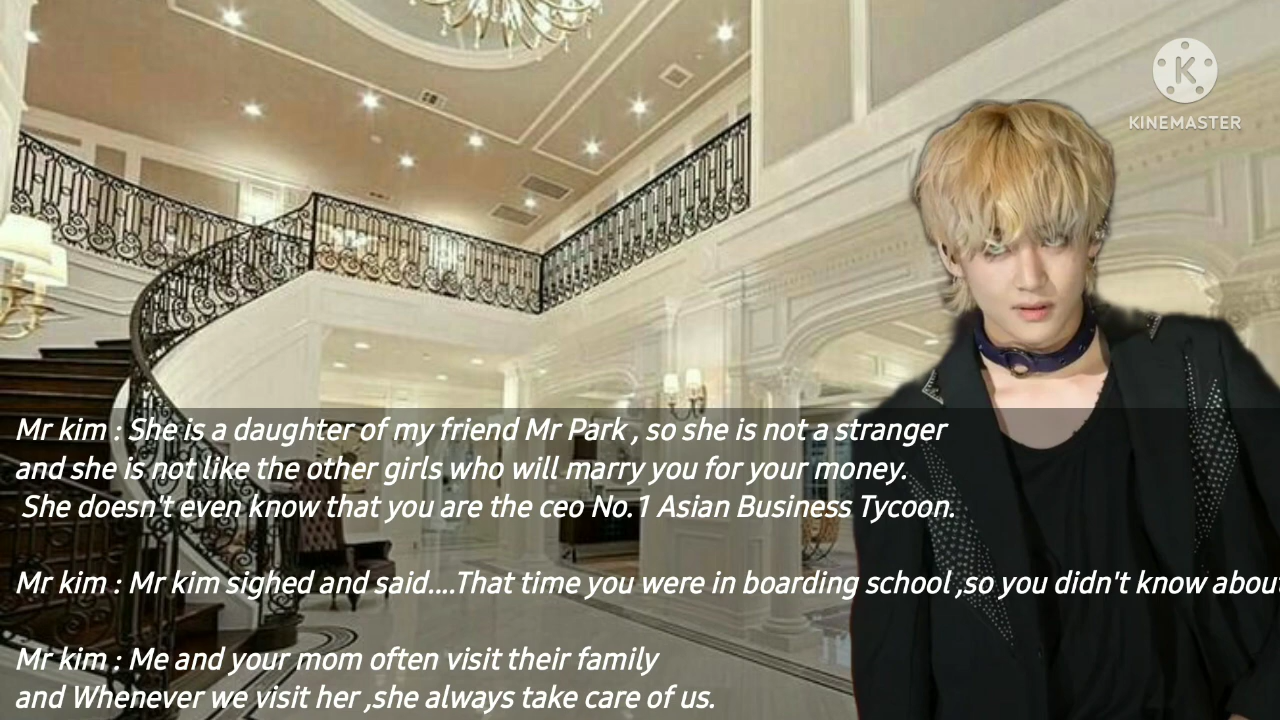 K
KINEMASTER
Mr kim : She is a daughter of my friend Mr Park , so she is not a stranger
and she is not like the other girls who will marry you for your money.
She doesn't even know that you are the ceo No.1 Asian Business Tycoon.
Mr kim : Mr kim sighed and said....That time you were in boarding school ,so you didn't know about
Mr kim : Me and your mom often visit their family
and Whenever we visit her ,she always take care of us.